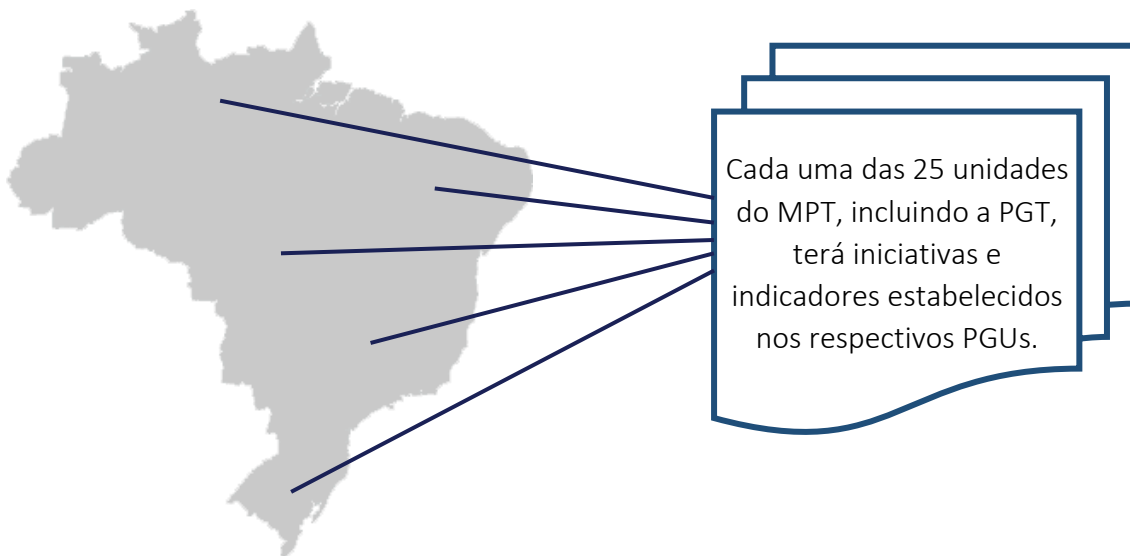 Cada uma das 25 unidades
do MPT, incluindo a PGT,
terá iniciativas e
indicadores estabelecidos
nos respectivos PGUs.